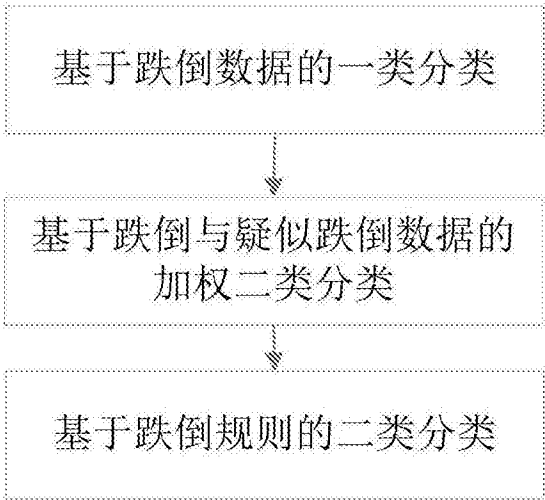 基于跌倒数据的一类分类
基于跌倒与疑似跌倒数据的
加权二类分类
基于跌倒规则的二类分类